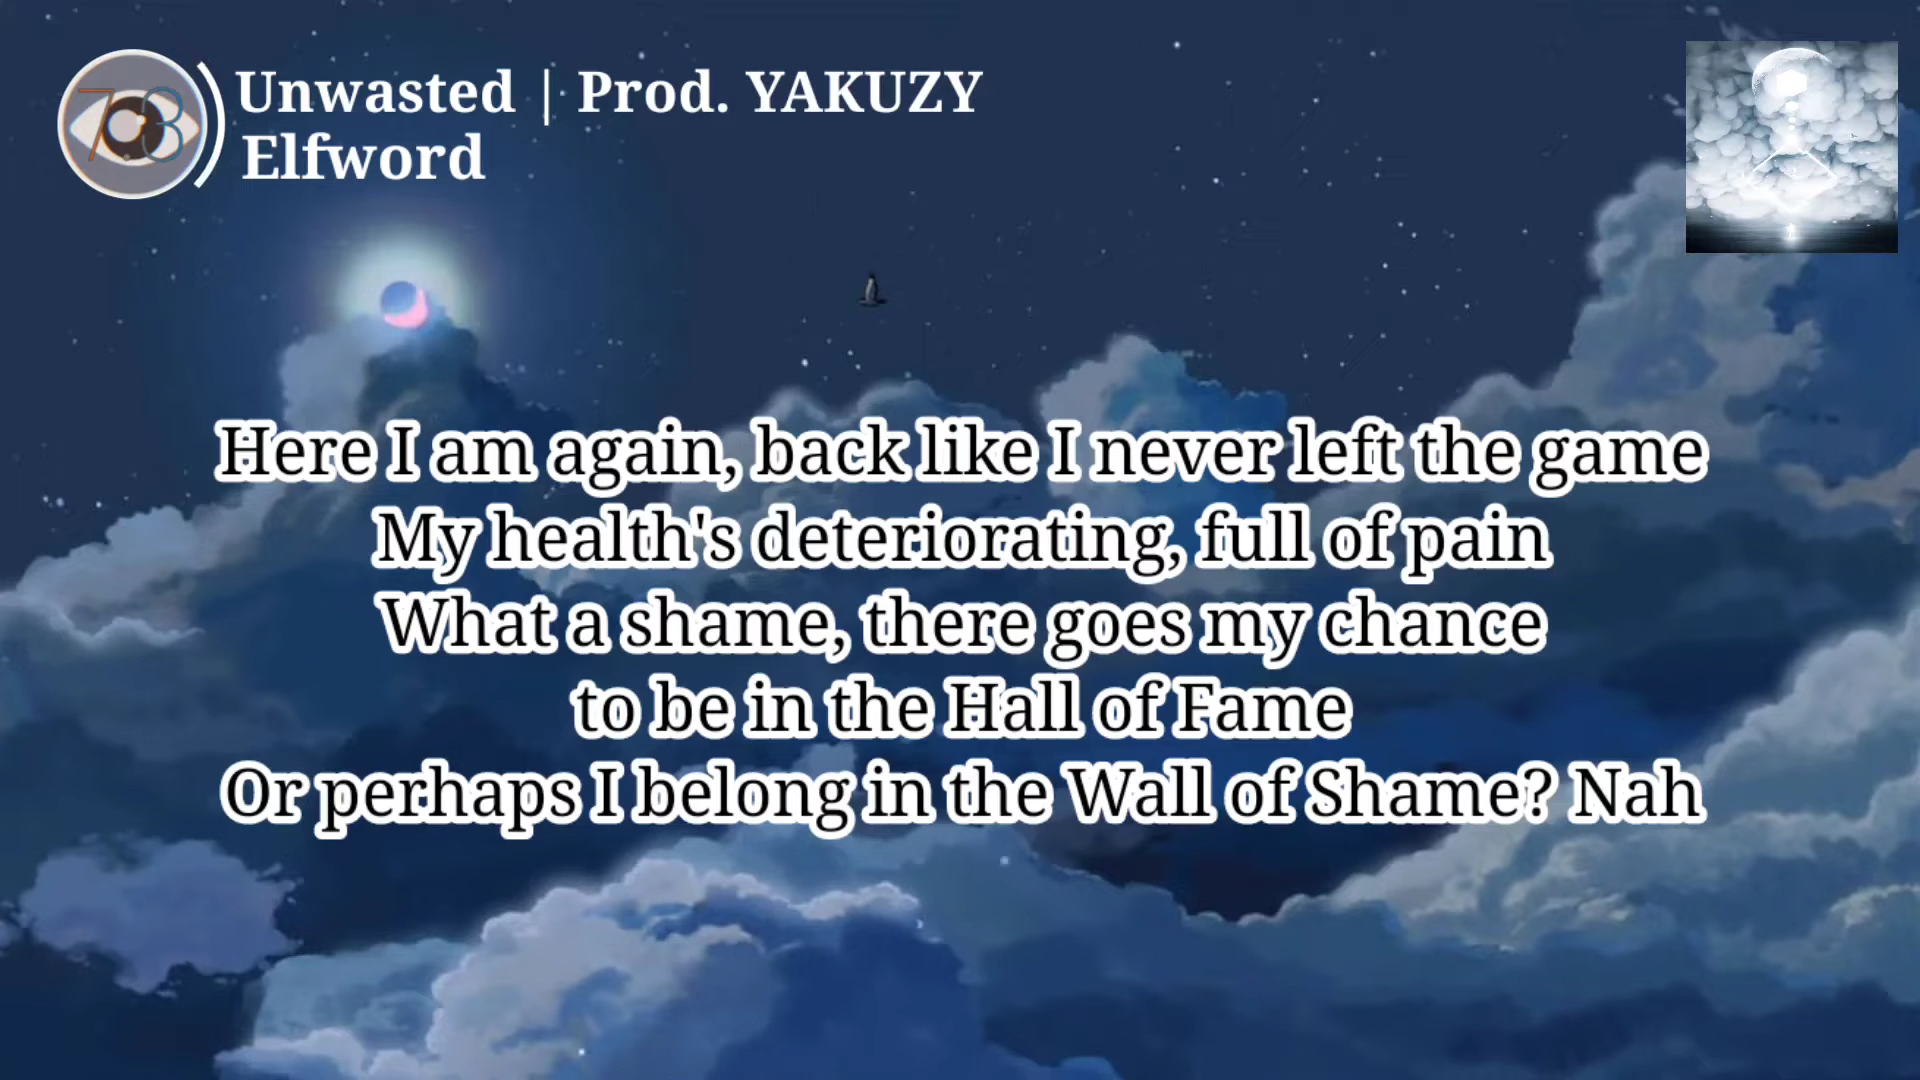 7.3
Unwasted | Prod. YAKUZY
Elfword
Here I am again, back like I never left the game
My health's deteriorating, full of pain
What a shame, there goes my chance
to be in the Hall of Fame
Or perhaps I belong in the Wall of Shame? Nah